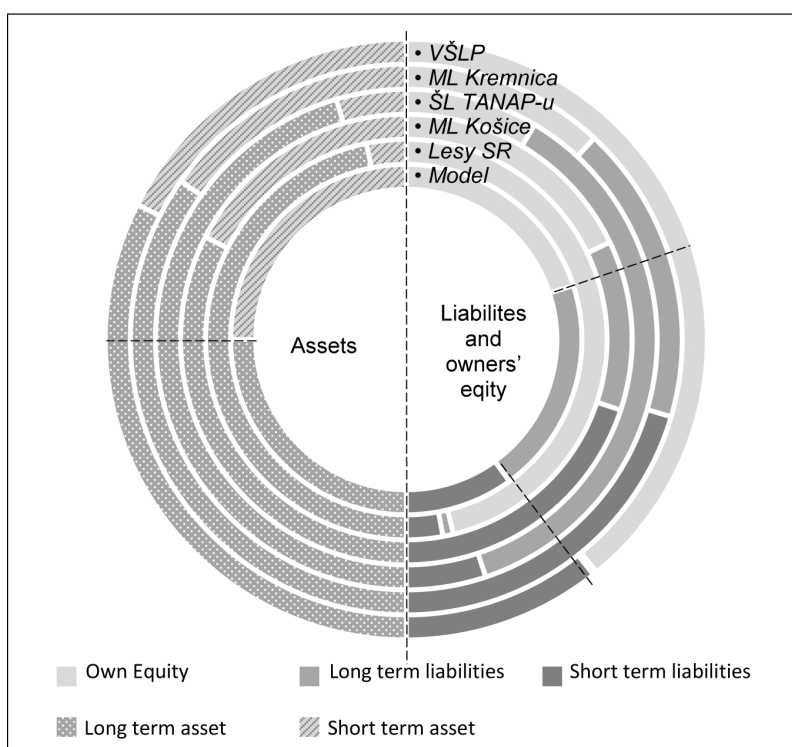 • VŠLP
• ML Kremnica
• ŠL TANAP-u
• ML Košice
• Lesy SR
• Model
Assets
Liabilites
and
owners’
eqity
Own Equity
Long term liabilities
Short term liabilities
Long term asset
Short term asset